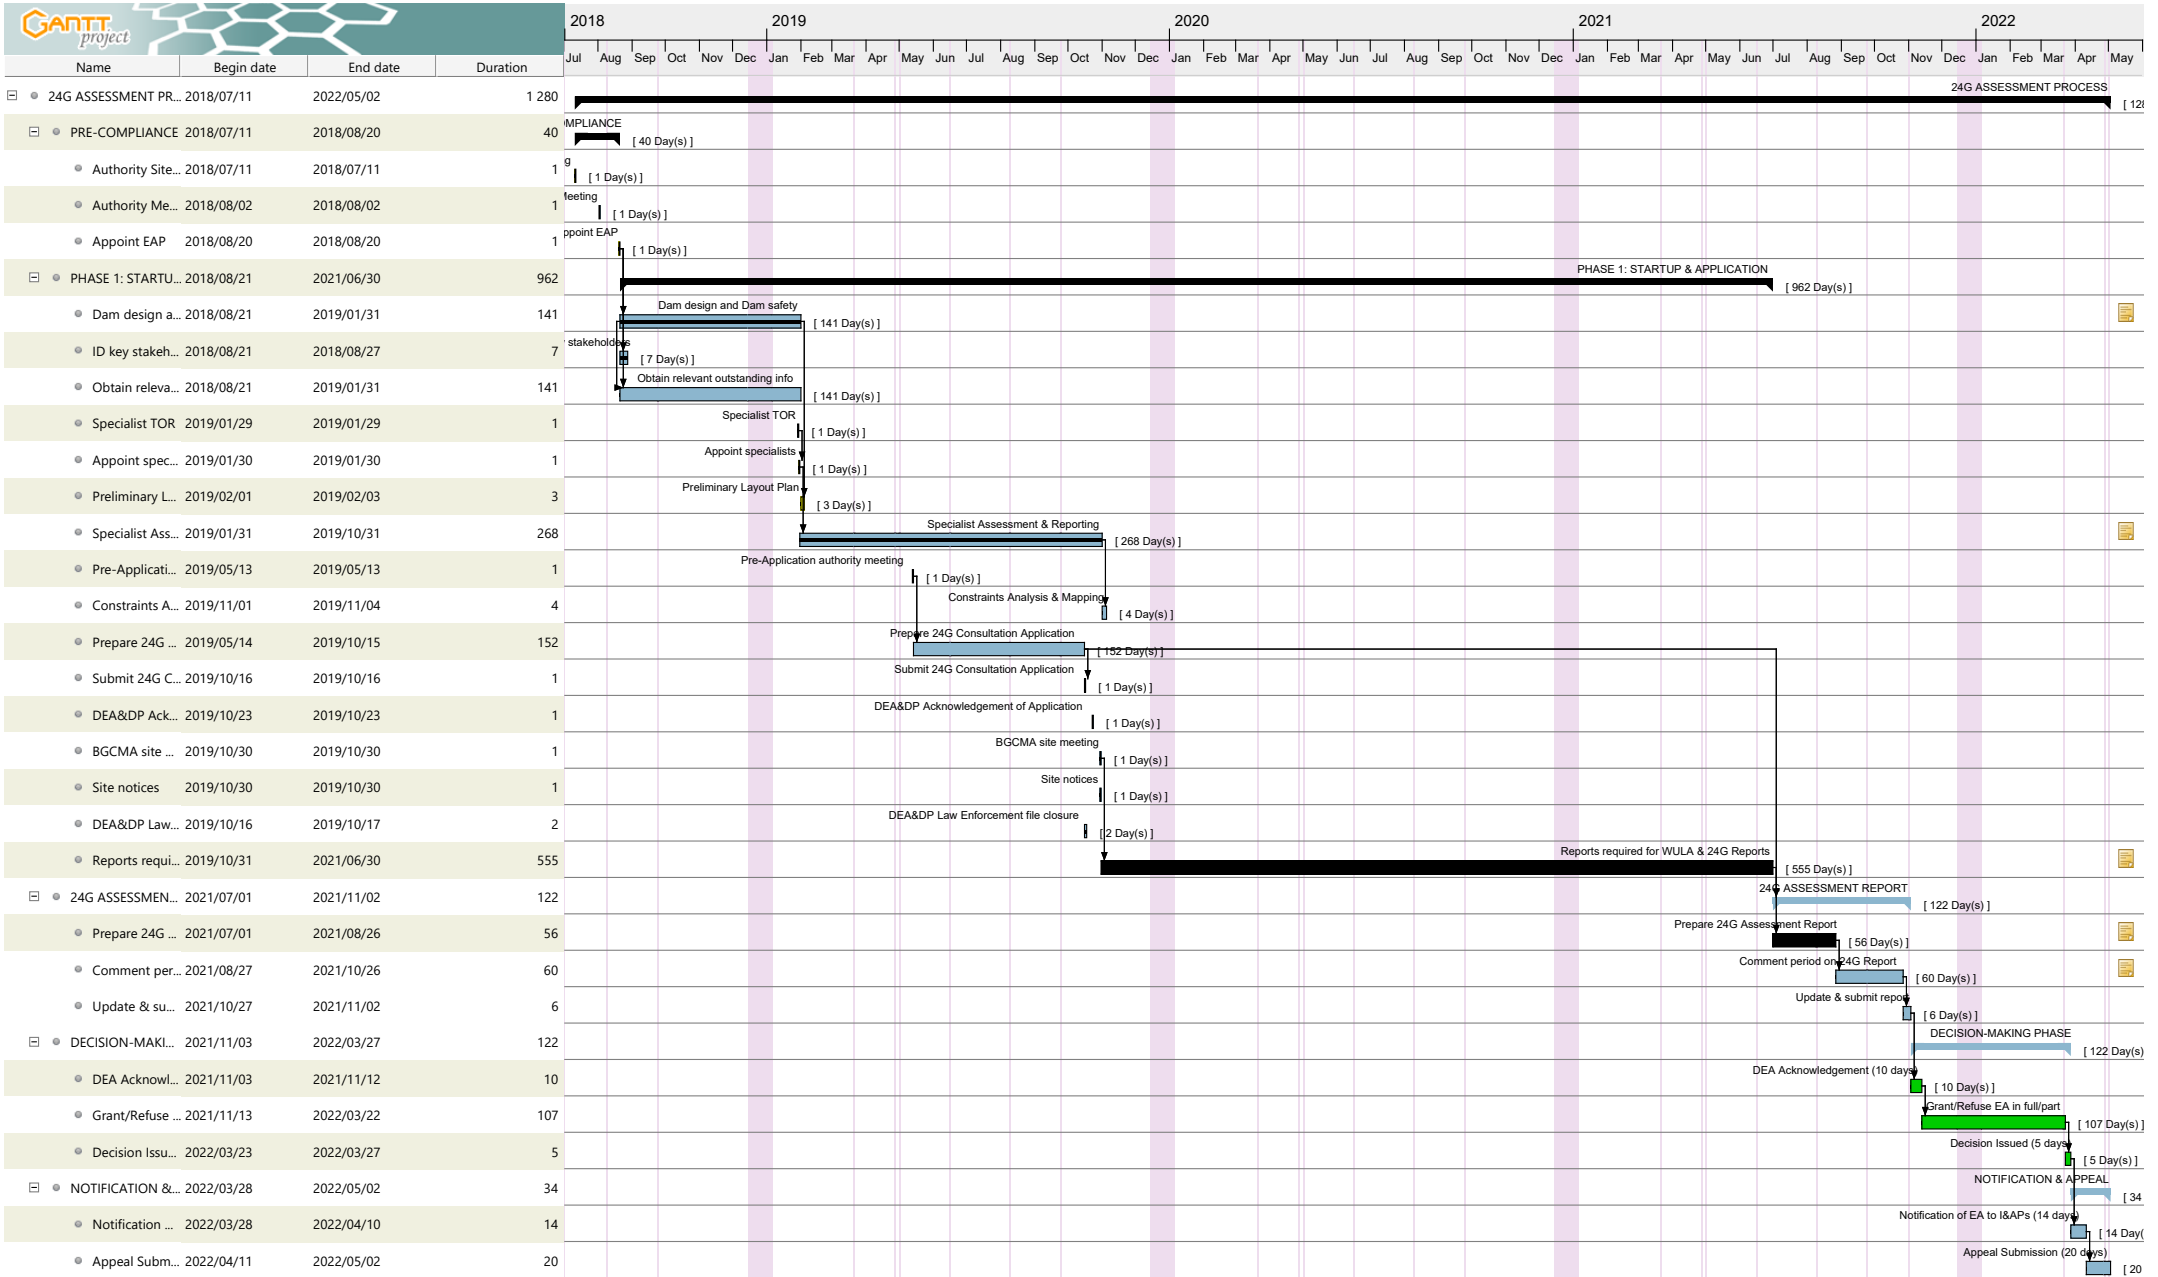 GANTT
project
2018 2019 2020 2021 2022
Jul Aug Sep Oct Nov Dec Jan Feb Mar Apr May Jun Jul Aug Sep Oct Nov Dec Jan Feb Mar Apr May Jun Jul Aug Sep Oct Nov Dec Jan Feb Mar Apr May Jun Jul Aug Sep Oct Nov Dec Jan Feb Mar Apr May
Name Begin date End date Duration
24G ASSESSMENT PR... 2018/07/11 2022/05/02 1 280
24G ASSESSMENT PROCESS
[ 128
PRE-COMPLIANCE 2018/07/11 2018/08/20 40
OMPLIANCE
[ 40 Day(s) ]
Authority Site... 2018/07/11 2018/07/11 1
g
[ 1 Day(s) ]
Authority Me... 2018/08/02 2018/08/02 1
Meeting
[ 1 Day(s) ]
Appoint EAP 2018/08/20 2018/08/20 1
ppoint EAP
[ 1 Day(s) ]
PHASE 1: STARTU... 2018/08/21 2021/06/30 962
PHASE 1: STARTUP & APPLICATION
[ 962 Day(s) ]
Dam design a... 2018/08/21 2019/01/31 141
Dam design and Dam safety
[ 141 Day(s) ]
ID key stakeh... 2018/08/21 2018/08/27 7
stakeholders
[ 7 Day(s) ]
Obtain releva... 2018/08/21 2019/01/31 141
Obtain relevant outstanding info
[ 141 Day(s) ]
Specialist TOR 2019/01/29 2019/01/29 1
Specialist TOR
[ 1 Day(s) ]
Appoint spec... 2019/01/30 2019/01/30 1
Appoint specialists
[ 1 Day(s) ]
Preliminary L... 2019/02/01 2019/02/03 3
Preliminary Layout Plan
[ 3 Day(s) ]
Specialist Ass... 2019/01/31 2019/10/31 268
Specialist Assessment & Reporting
[ 268 Day(s) ]
Pre-Applicati... 2019/05/13 2019/05/13 1
Pre-Application authority meeting
[ 1 Day(s) ]
Constraints A... 2019/11/01 2019/11/04 4
Constraints Analysis & Mapping
[ 4 Day(s) ]
Prepare 24G ... 2019/05/14 2019/10/15 152
Prepare 24G Consultation Application
[ 152 Day(s) ]
Submit 24G C... 2019/10/16 2019/10/16 1
Submit 24G Consultation Application
[ 1 Day(s) ]
DEA&DP Ack... 2019/10/23 2019/10/23 1
DEA&DP Acknowledgement of Application
[ 1 Day(s) ]
BGCMA site ... 2019/10/30 2019/10/30 1
BGCMA site meeting
[ 1 Day(s) ]
Site notices 2019/10/30 2019/10/30 1
Site notices
[ 1 Day(s) ]
DEA&DP Law... 2019/10/16 2019/10/17 2
DEA&DP Law Enforcement file closure
[ 2 Day(s) ]
Reports requi... 2019/10/31 2021/06/30 555
Reports required for WULA & 24G Reports
[ 555 Day(s) ]
24G ASSESSMEN... 2021/07/01 2021/11/02 122
24G ASSESSMENT REPORT
[ 122 Day(s) ]
Prepare 24G ... 2021/07/01 2021/08/26 56
Prepare 24G Assessment Report
[ 56 Day(s) ]
Comment per... 2021/08/27 2021/10/26 60
Comment period on 24G Report
[ 60 Day(s) ]
Update & su... 2021/10/27 2021/11/02 6
Update & submit report
[ 6 Day(s) ]
DECISION-MAKI... 2021/11/03 2022/03/27 122
DECISION-MAKING PHASE
[ 122 Day(s)
DEA Acknowl... 2021/11/03 2021/11/12 10
DEA Acknowledgement (10 days)
[ 10 Day(s) ]
Grant/Refuse ... 2021/11/13 2022/03/22 107
Grant/Refuse EA in full/part
[ 107 Day(s) ]
Decision Issu... 2022/03/23 2022/03/27 5
Decision Issued (5 days)
[ 5 Day(s) ]
NOTIFICATION &... 2022/03/28 2022/05/02 34
NOTIFICATION & APPEAL
[ 34
Notification ... 2022/03/28 2022/04/10 14
Notification of EA to I&APs (14 days)
[ 14 Day(
Appeal Subm... 2022/04/11 2022/05/02 20
Appeal Submission (20 days)
[ 20